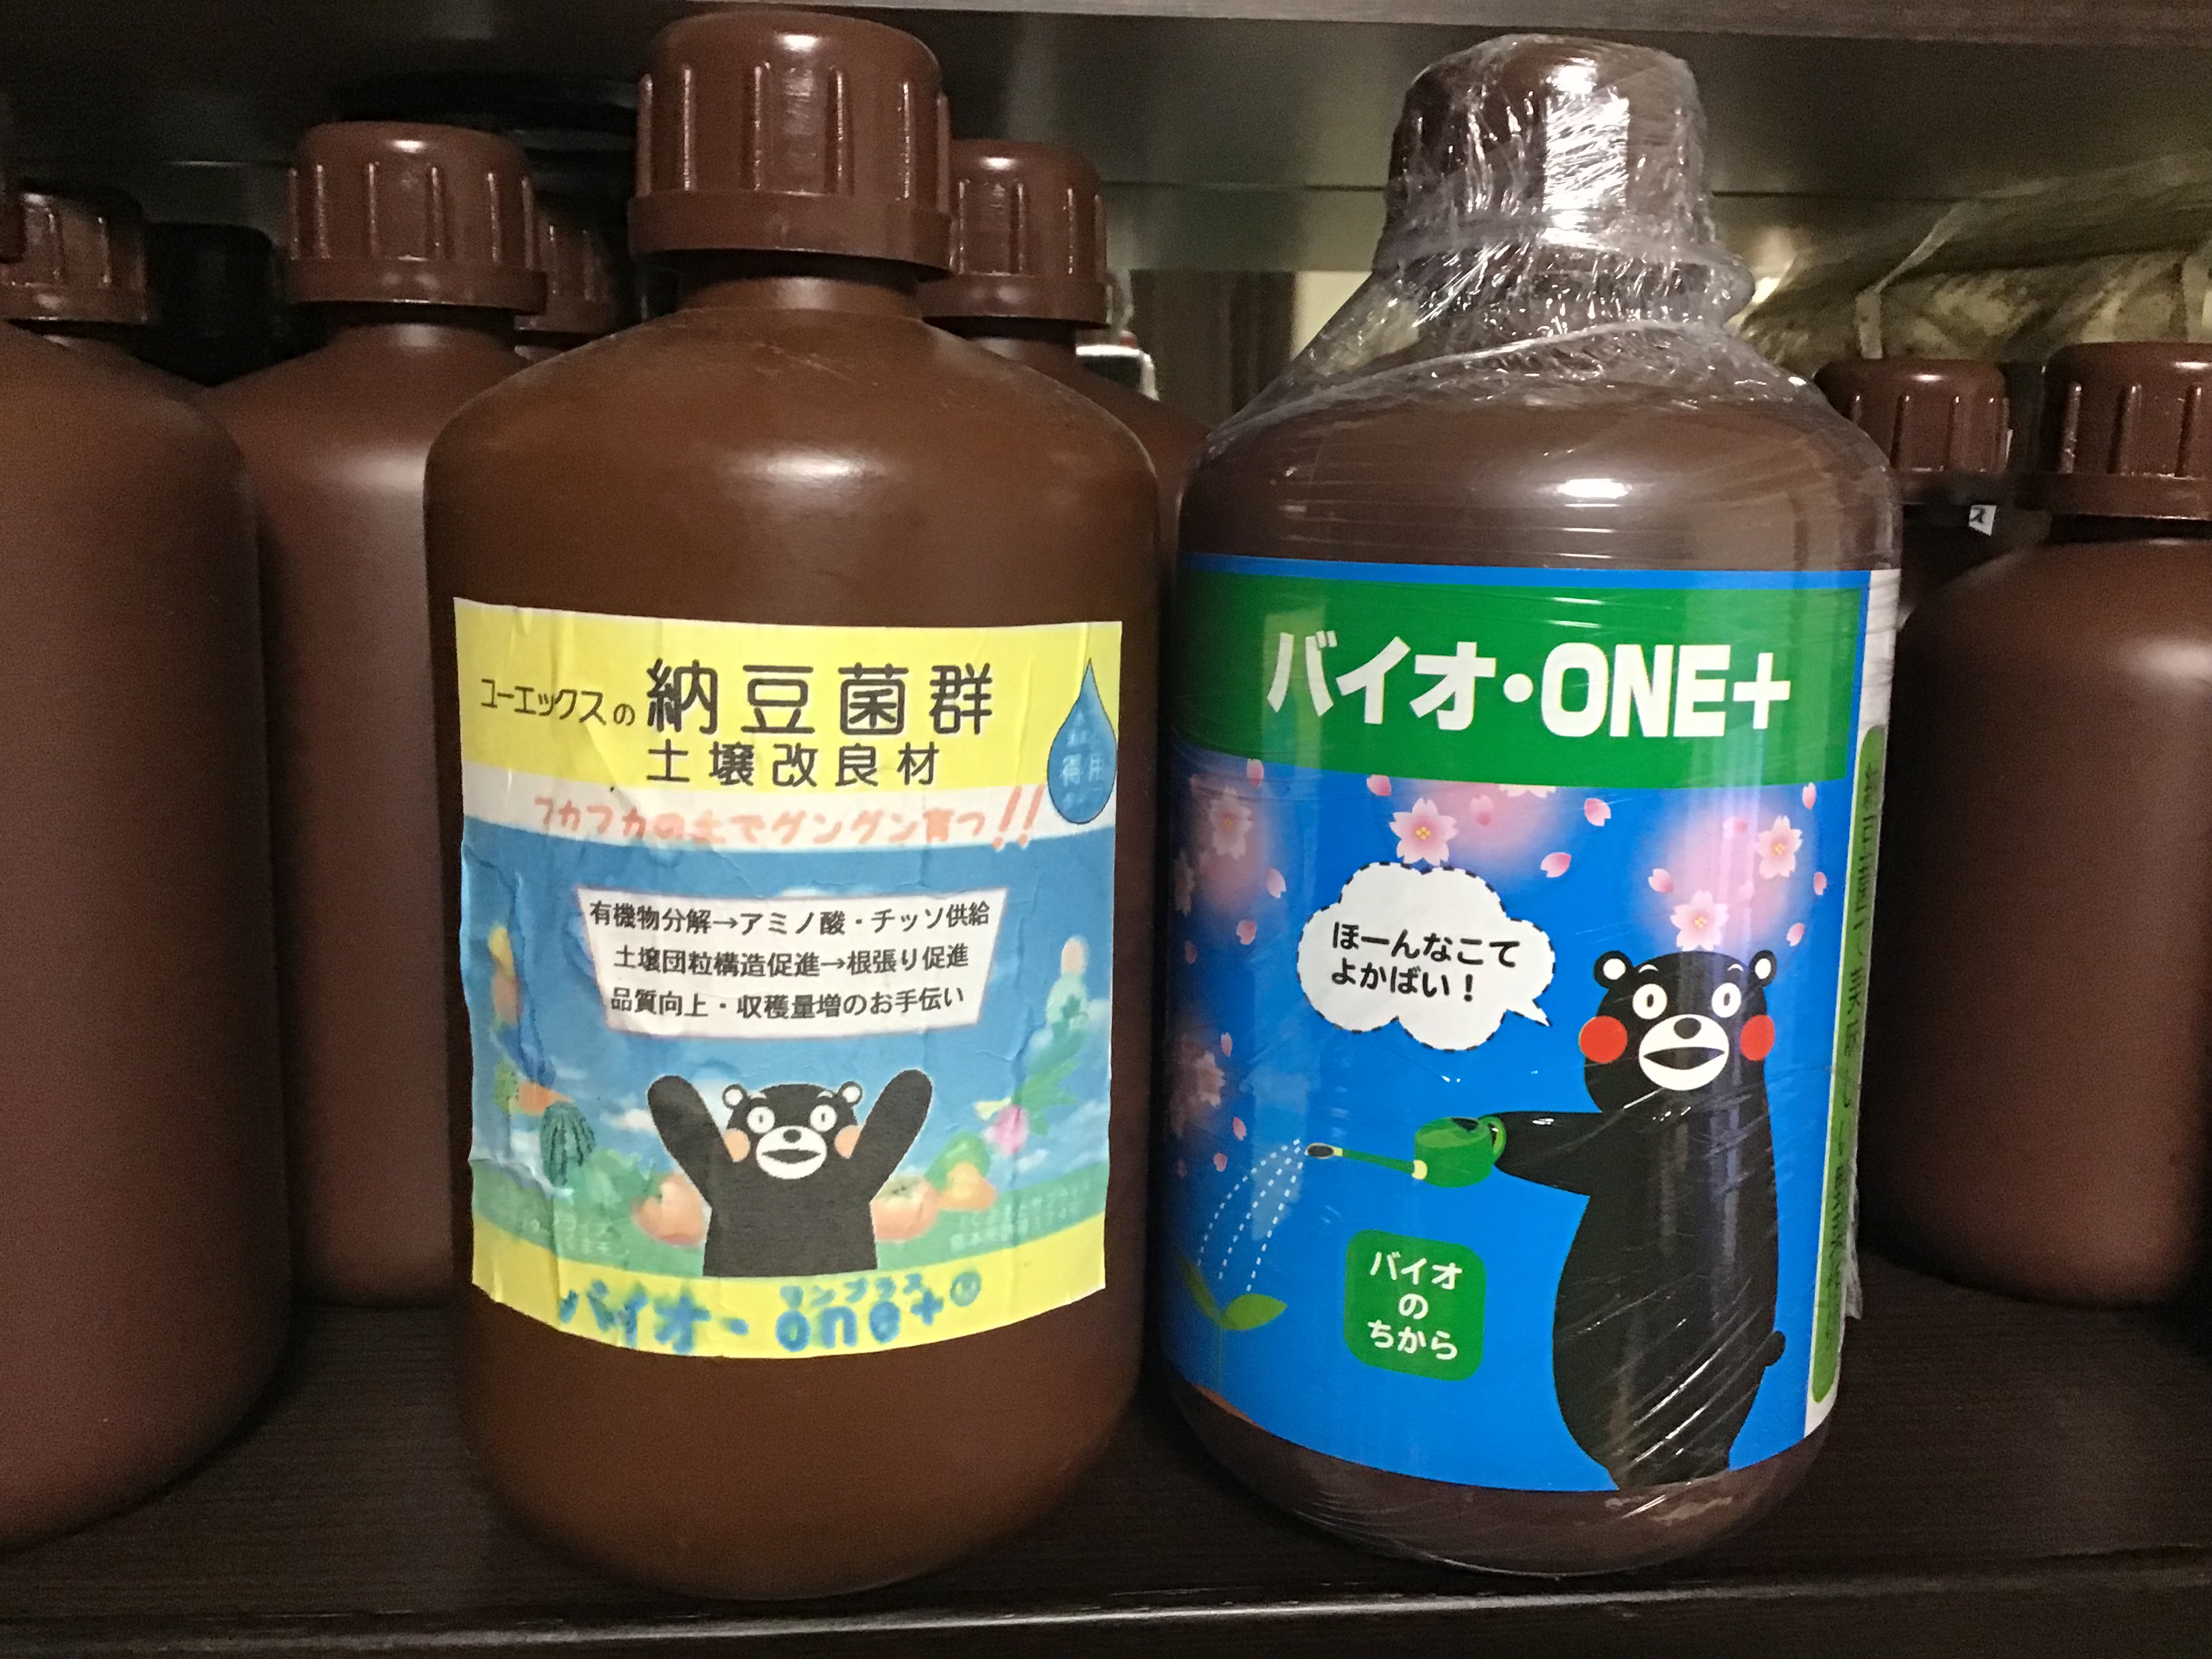 ユーエックスの納豆菌群
土壌改良材
得用
フカフカの土でグングン育つ!!
有機物分解→アミノ酸・チッソ供給
土壌団粒構造促進→根張り促進
品質向上・収穫量増のお手伝い
ワンプラス
バイオ-one+
バイオ・ONE+
ほーんなこて
よかばい！
バイオ
の
ちから